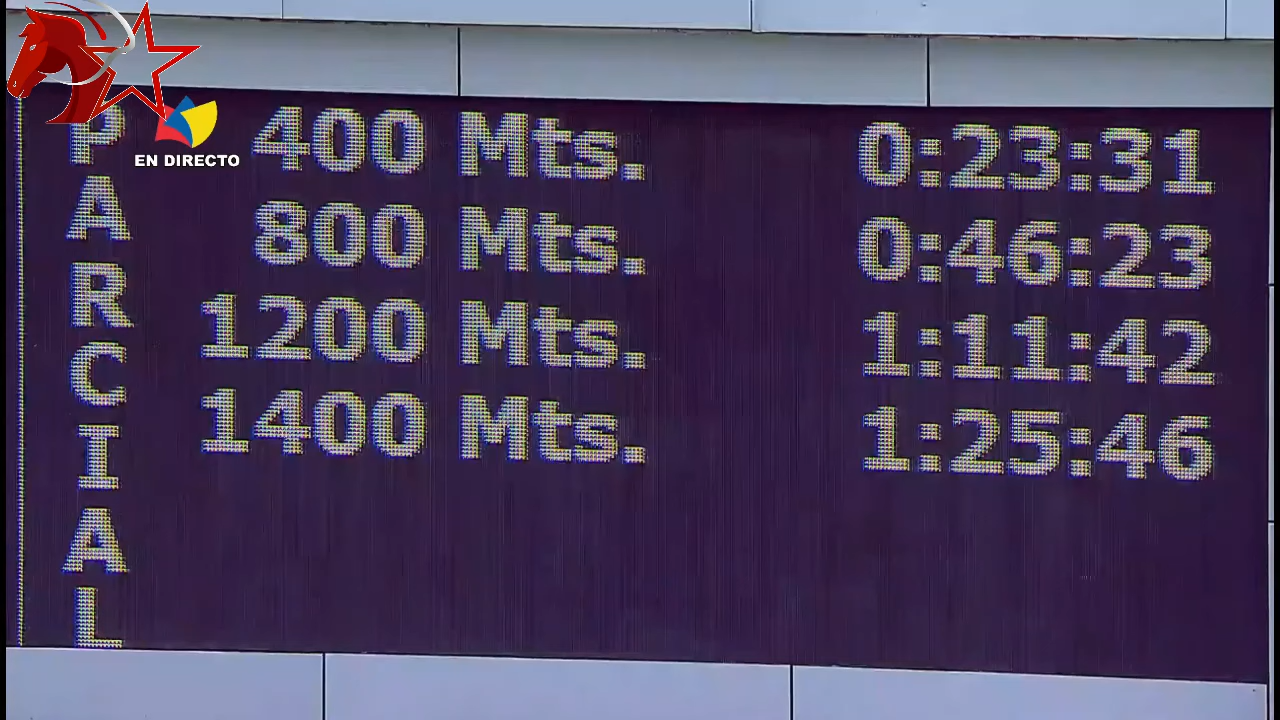 PARCIAL
EN DIRECTO
400 Mts. 0:23:31
800 Mts. 0:46:23
1200 Mts. 1:11:42
1400 Mts. 1:25:46